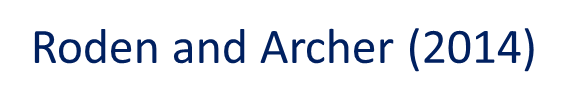 Roden and Archer (2014)